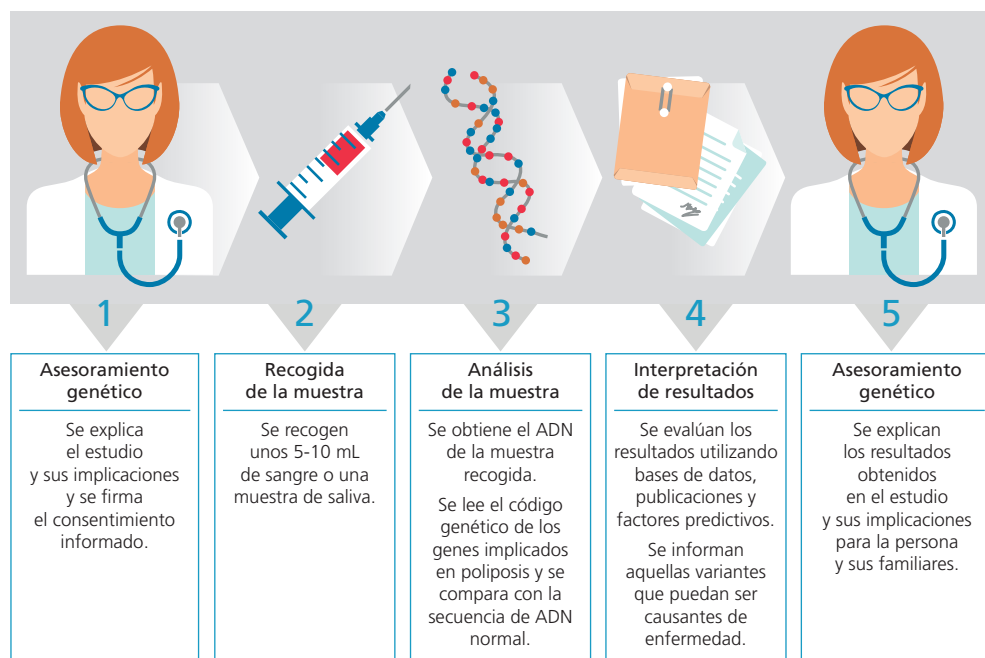 1
2
3
4
5
Asesoramiento
genético
Se explica
el estudio
y sus implicaciones
y se firma
el consentimiento
informado.
Recogida
de la muestra
Se recogen
unos 5-10 mL
de sangre o una
muestra de saliva.
Análisis
de la muestra
Se obtiene el ADN
de la muestra
recogida.
Se lee el código
genético de los
genes implicados
en poliposis y se
compara con la
secuencia de ADN
normal.
Interpretación
de resultados
Se evalúan los
resultados utilizando
bases de datos,
publicaciones y
factores predictivos.
Se informan
aquellas variantes
que puedan ser
causantes de
enfermedad.
Asesoramiento
genético
Se explican
los resultados
obtenidos
en el estudio
y sus implicaciones
para la persona
y sus familiares.